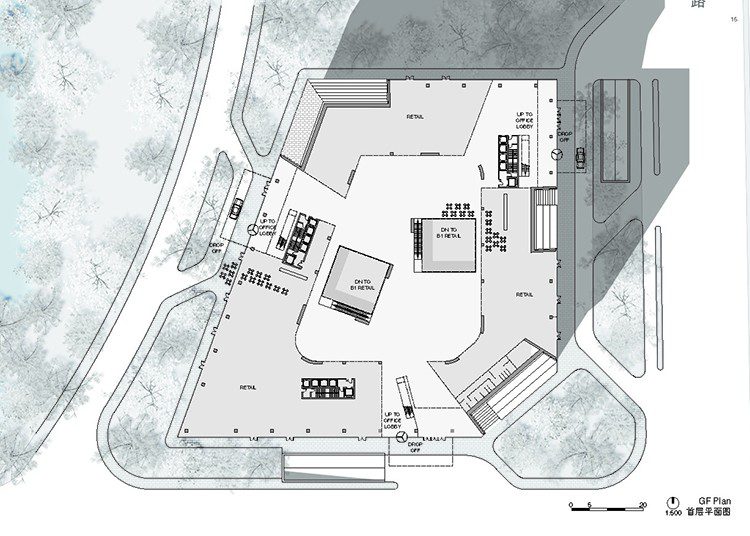 路
15
RETAIL
UP TO
OFFICE
LOBBY
DROP
OFF
UP TO
OFFICE
LOBBY
DROP
OFF
DN TO
B1 RETAIL
DN TO
B1 RETAIL
RETAIL
RETAIL
UP TO
OFFICE
LOBBY
DROP
OFF
0 5 10 20
1:500
GF Plan
首层平面图